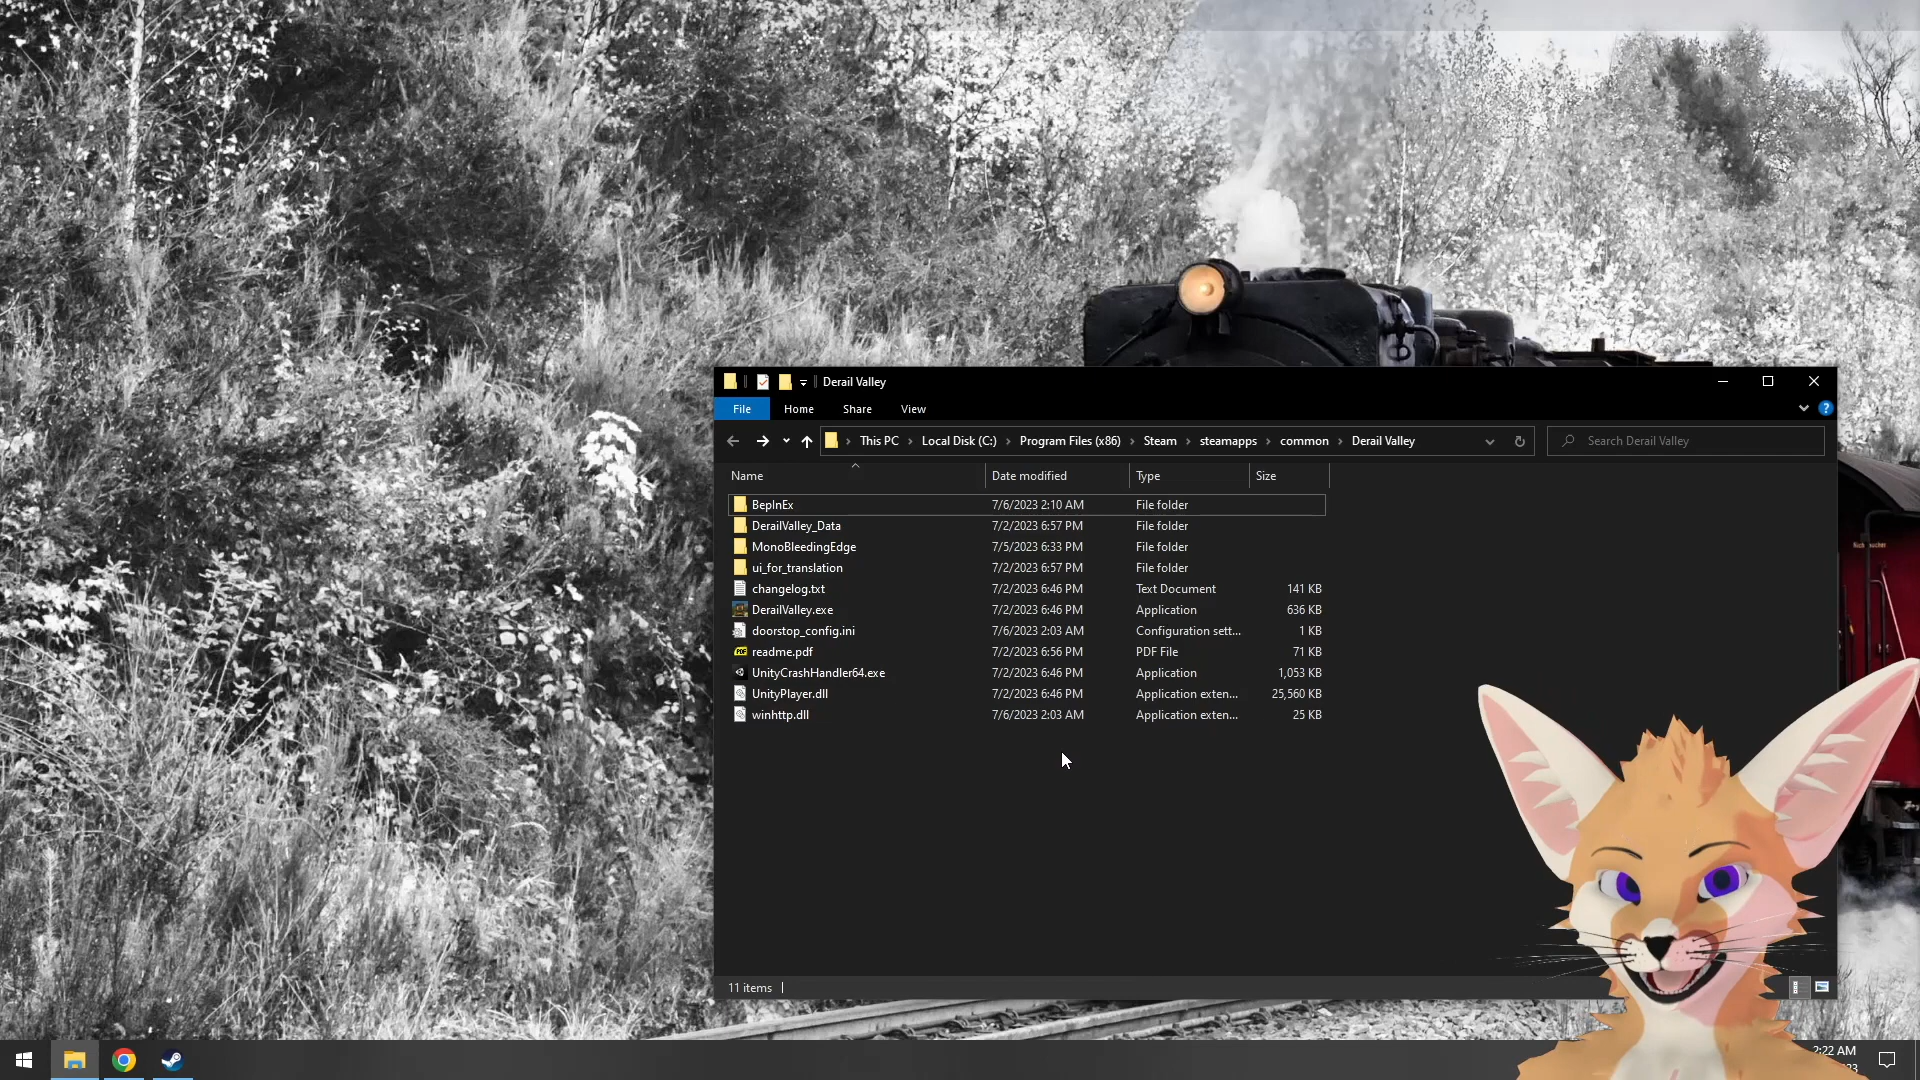 Derail Valley
File Home Share View
This PC Local Disk (C:) Program Files (x86) Steam steamapps common Derail Valley Search Derail Valley
Name Date modified Type Size
BepInEx 7/6/2023 2:10 AM File folder
DerailValley_Data 7/2/2023 6:57 PM File folder
MonoBleedingEdge 7/5/2023 6:33 PM File folder
ui_for_translation 7/2/2023 6:57 PM File folder
changelog.txt 7/2/2023 6:46 PM Text Document 141 KB
DerailValley.exe 7/2/2023 6:46 PM Application 636 KB
doorstop_config.ini 7/6/2023 2:03 AM Configuration sett... 1 KB
readme.pdf 7/2/2023 6:56 PM PDF File 71 KB
UnityCrashHandler64.exe 7/2/2023 6:46 PM Application 1,053 KB
UnityPlayer.dll 7/2/2023 6:46 PM Application exten... 25,560 KB
winhttp.dll 7/6/2023 2:03 AM Application exten... 25 KB
11 items
2:22 AM